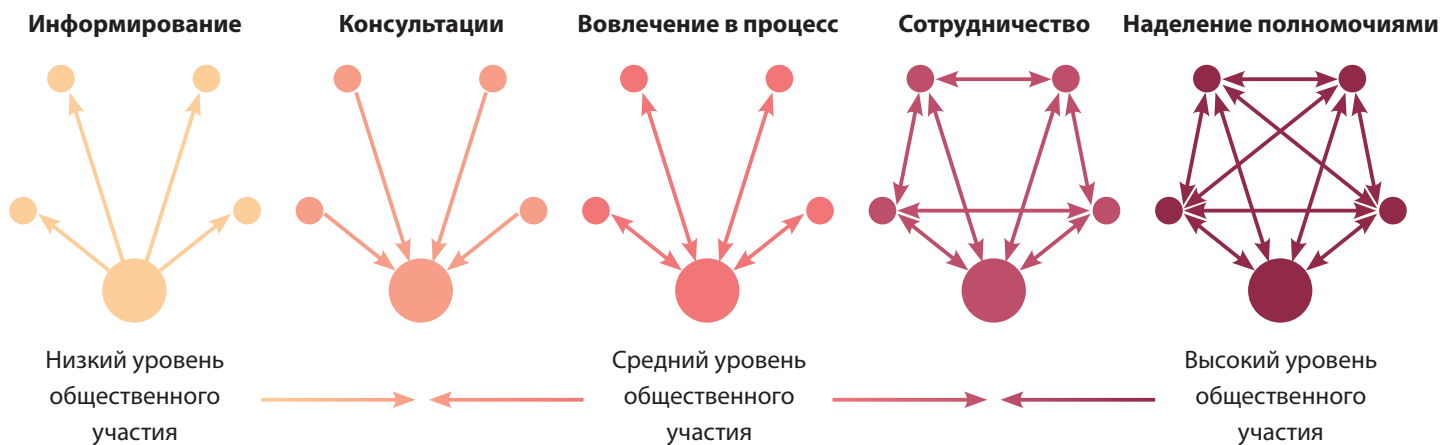 Информирование
Консультации
Вовлечение в процесс
Сотрудничество
Наделение полномочиями
Низкий уровень
общественного
участия
Средний уровень
общественного
участия
Высокий уровень
общественного
участия